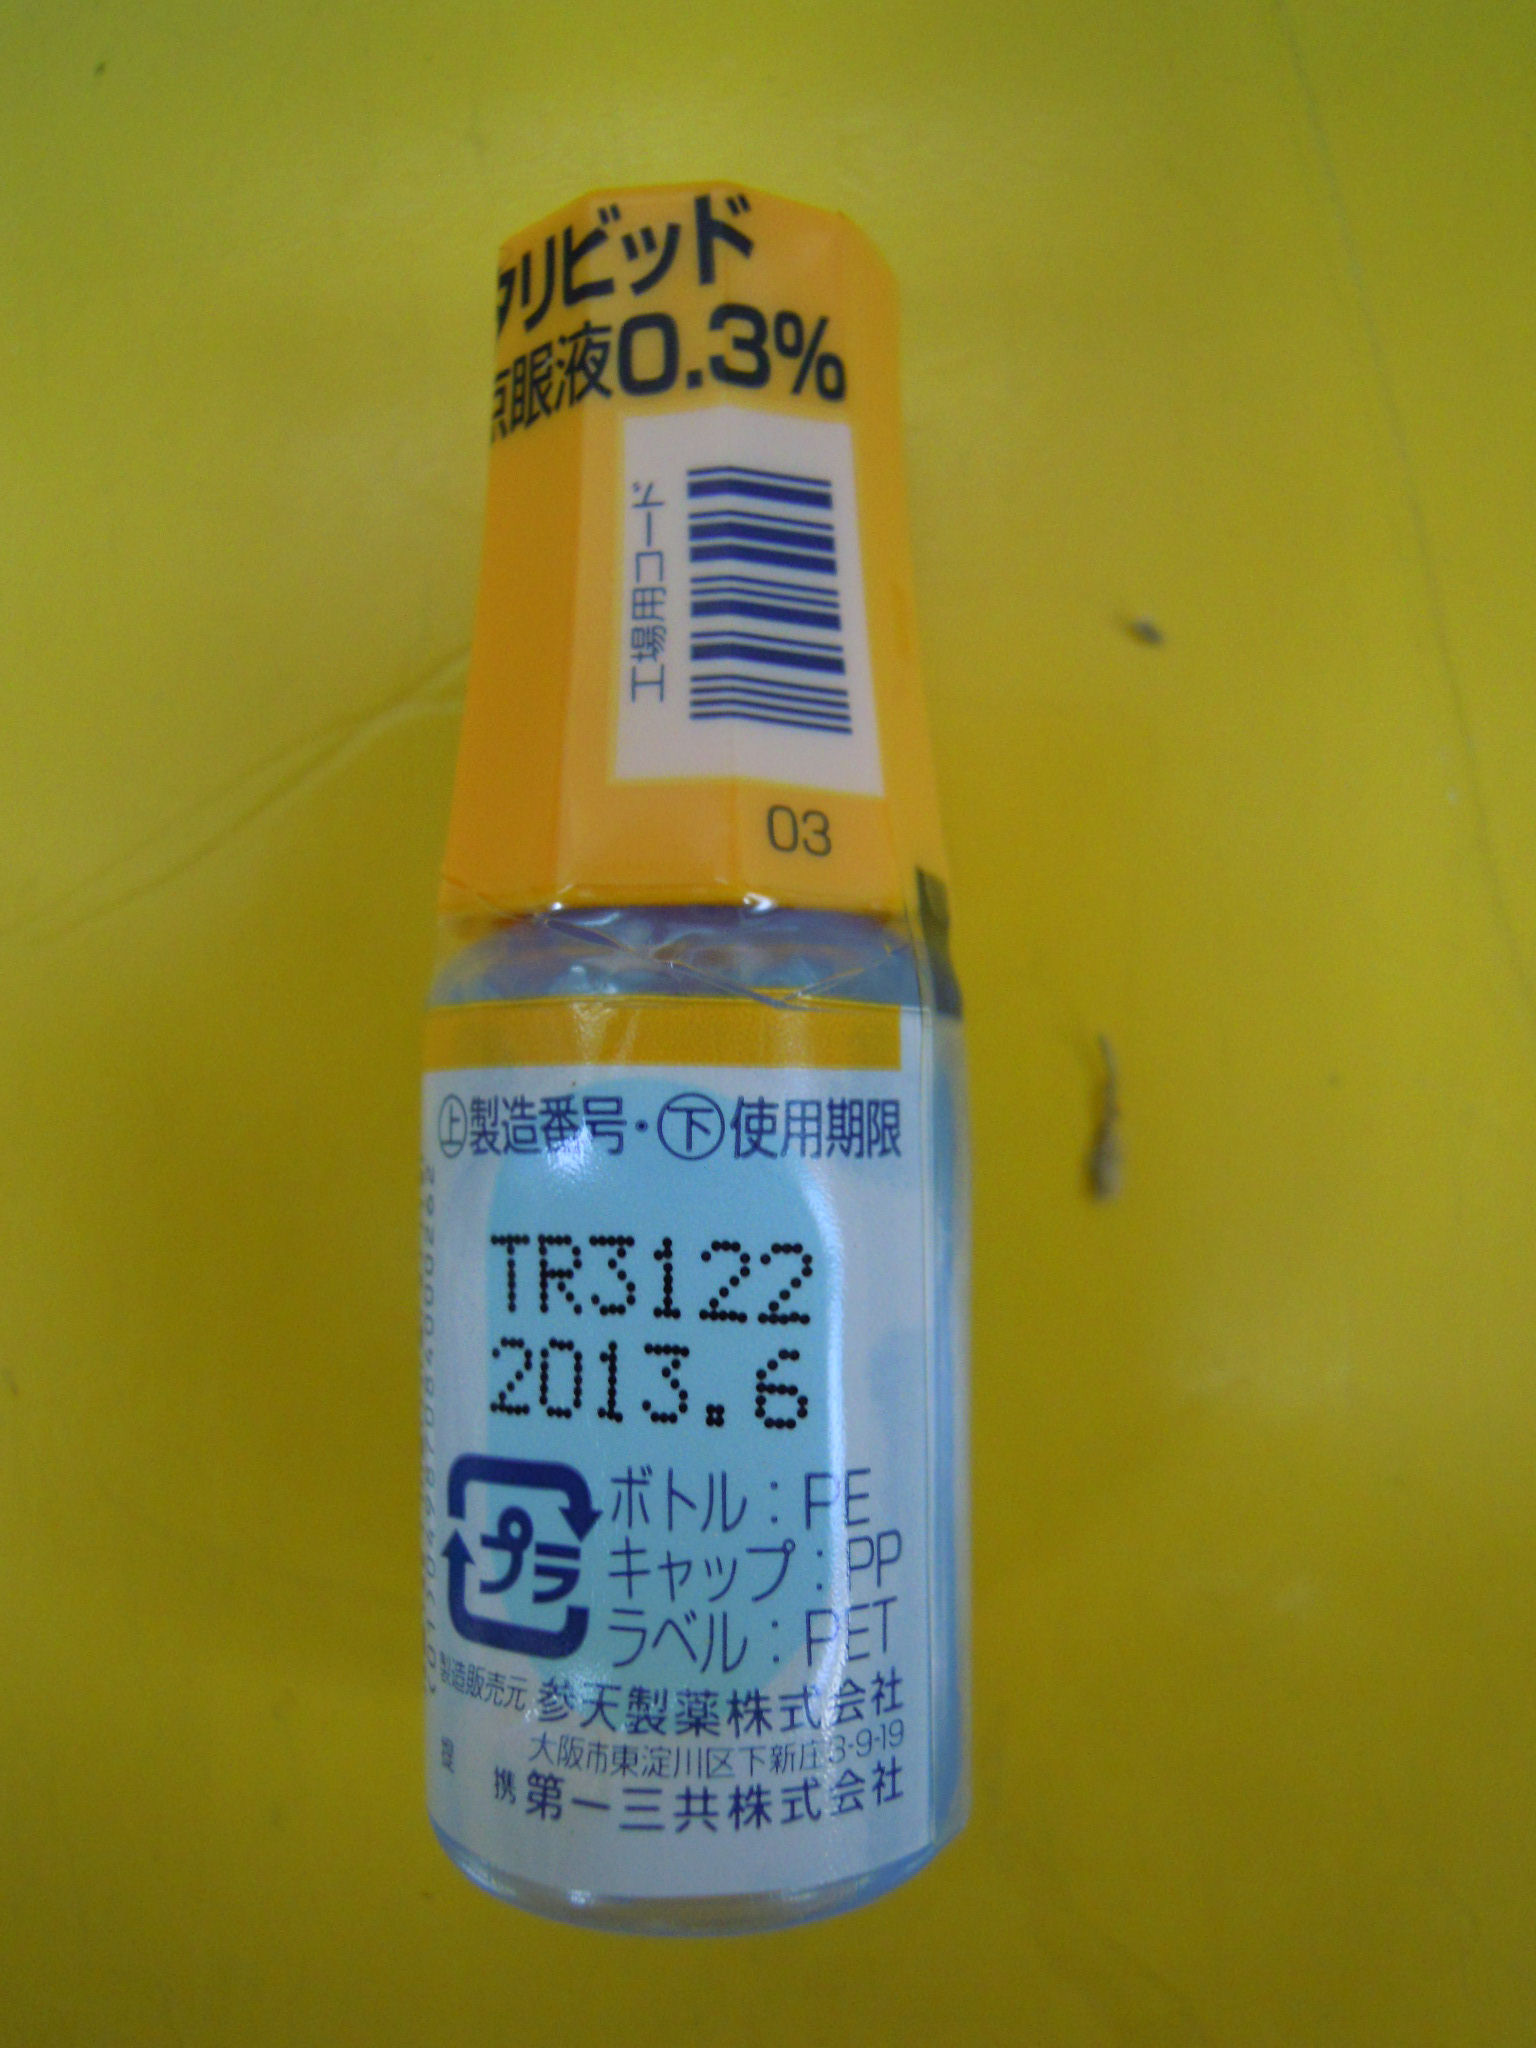 タリビッド
点眼液0.3%
工場用コード
03
上製造番号・下使用期限
TR3122
2013.6
プラ
ボトル：PE
キャップ：PP
ラベル：PET
製造販売元 参天製薬株式会社
大阪市東淀川区下新庄3-9-19
提携 第一三共株式会社